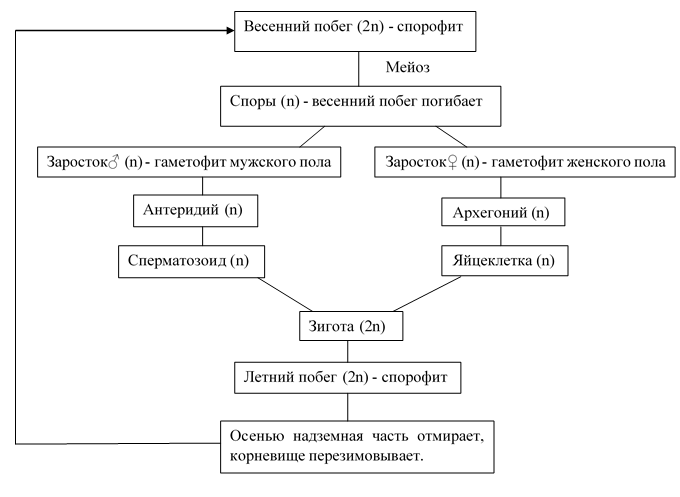 Весенний побег (2n) - спорофит
Мейоз
Споры (n) - весенний побег погибает
Заросток♂ (n) - гаметофит мужского пола
Заросток♀ (n) - гаметофит женского пола
Антеридий (n)
Архегоний (n)
Сперматозоид (n)
Яйцеклетка (n)
Зигота (2n)
Летний побег (2n) - спорофит
Осенью надземная часть отмирает,
корневище перезимовывает.